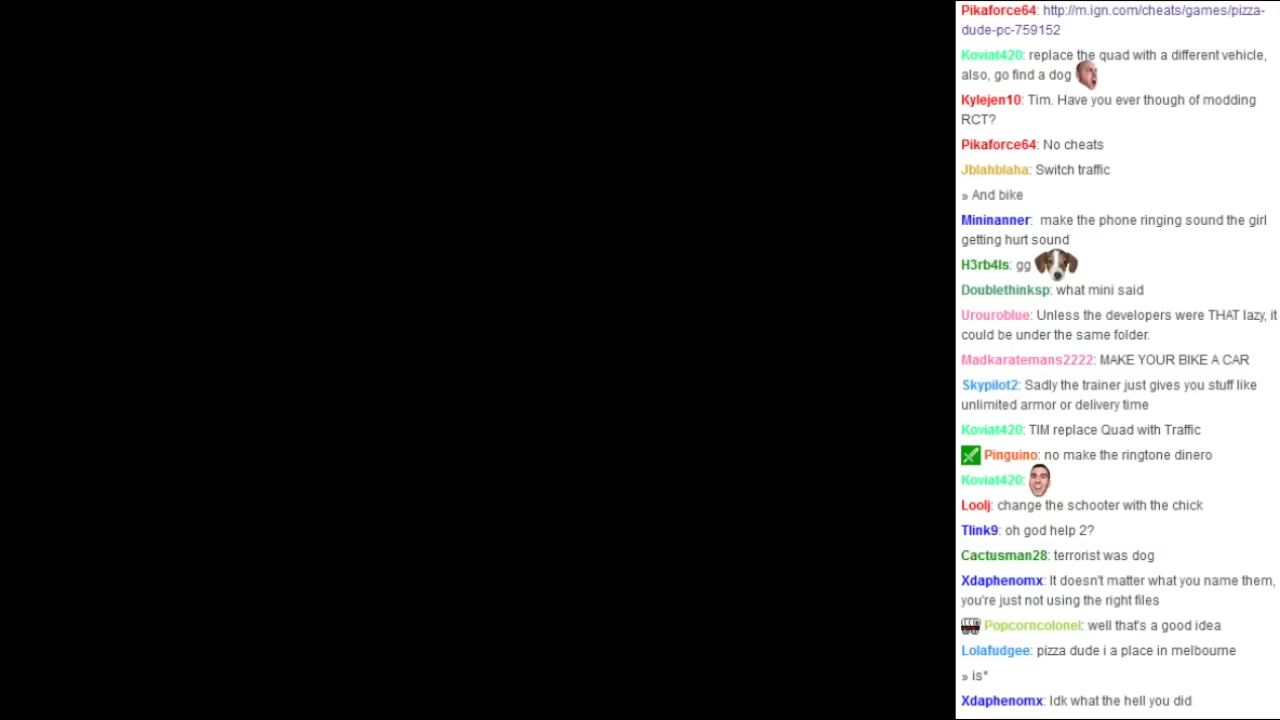 Pikaforce64: http://m.ign.com/cheats/games/pizza-
dude-pc-759152
Koviat420: replace the quad with a different vehicle,
also, go find a dog
Kylejen10: Tim. Have you ever though of modding
RCT?
Pikaforce64: No cheats
Jblahblaha: Switch traffic
» And bike
Mininanner: make the phone ringing sound the girl
getting hurt sound
H3rb4ls: gg
Doublethinksp: what mini said
Urouroblue: Unless the developers were THAT lazy, it
could be under the same folder.
Madkaratemans2222: MAKE YOUR BIKE A CAR
Skypilot2: Sadly the trainer just gives you stuff like
unlimited armor or delivery time
Koviat420: TIM replace Quad with Traffic
Pinguino: no make the ringtone dinero
Koviat420:
Loolj: change the schooter with the chick
Tlink9: oh god help 2?
Cactusman28: terrorist was dog
Xdaphenomx: It doesn't matter what you name them,
you're just not using the right files
Popcorncolonel: well that's a good idea
Lolafudgee: pizza dude i a place in melbourne
» is*
Xdaphenomx: Idk what the hell you did